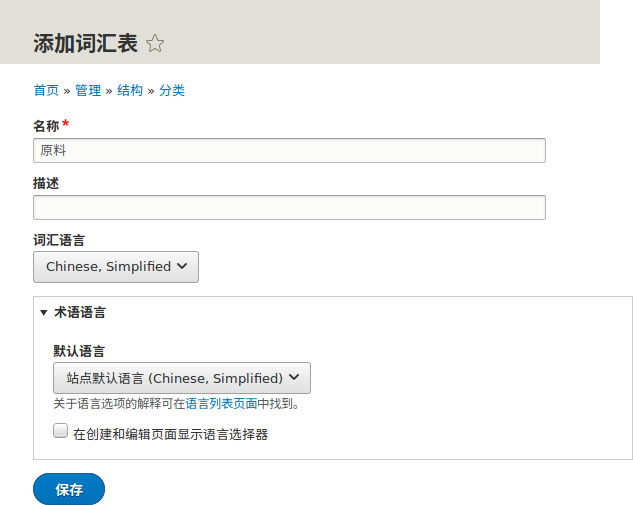 添加词汇表
首页 » 管理 » 结构 » 分类
名称*
原料
描述
词汇语言
Chinese, Simplified
术语语言
默认语言
站点默认语言 (Chinese, Simplified)
关于语言选项的解释可在语言列表页面中找到。
在创建和编辑页面显示语言选择器
保存